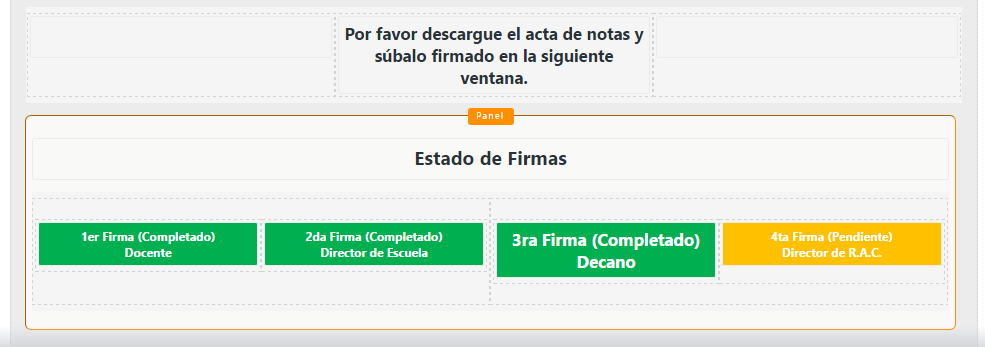 Por favor descargue el acta de notas y
súbalo firmado en la siguiente
ventana.
Panel
Estado de Firmas
1er Firma (Completado)
Docente
2da Firma (Completado)
Director de Escuela
3ra Firma (Completado)
Decano
4ta Firma (Pendiente)
Director de R.A.C.